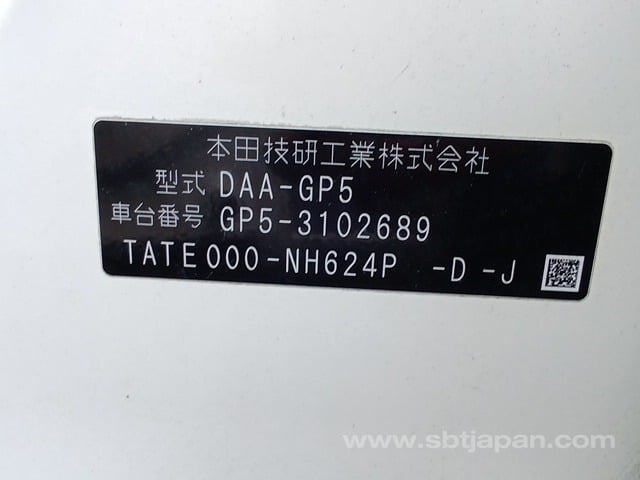 本田技研工業株式会社
型式 DAA-GP5
車台番号 GP5-3102689
TATE000-NH624P -D-J
www.sbtjapan.com